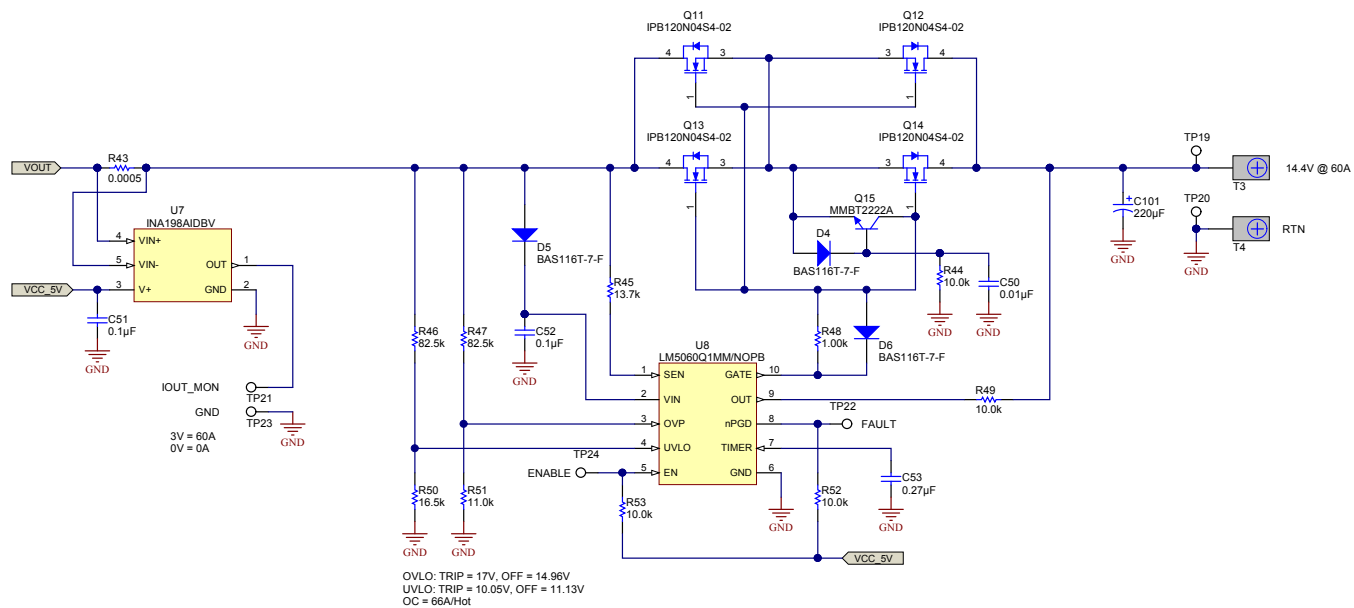 Q11
IPB120N04S4-02
Q12
IPB120N04S4-02
4
3
3
4
1
1
Q13
IPB120N04S4-02
Q14
IPB120N04S4-02
VOUT
R43
0.0005
4
3
3
4
1
1
TP19
T3
14.4V @ 60A
C101
220µF
TP20
T4
RTN
GND
GND
U7
INA198AIDBV
4
VIN+
5
VIN-
OUT
1
VCC_5V
3
V+
GND
2
C51
0.1µF
GND
GND
Q15
MMBT2222A
D4
BAS116T-7-F
D5
BAS116T-7-F
R44
10.0k
C50
0.01µF
GND
GND
R45
13.7k
R46
82.5k
R47
82.5k
C52
0.1µF
GND
R48
1.00k
D6
BAS116T-7-F
U8
LM5060Q1MM/NOPB
1
SEN
GATE
10
2
VIN
OUT
9
3
OVP
nPGD
8
4
UVLO
TIMER
7
5
EN
GND
6
R49
10.0k
TP22
FAULT
IOUT_MON
TP21
GND
TP23
GND
3V = 60A
0V = 0A
TP24
ENABLE
R50
16.5k
R51
11.0k
R53
10.0k
R52
10.0k
C53
0.27µF
GND
GND
GND
GND
VCC_5V
OVLO: TRIP = 17V, OFF = 14.96V
UVLO: TRIP = 10.05V, OFF = 11.13V
OC = 66A/Hot